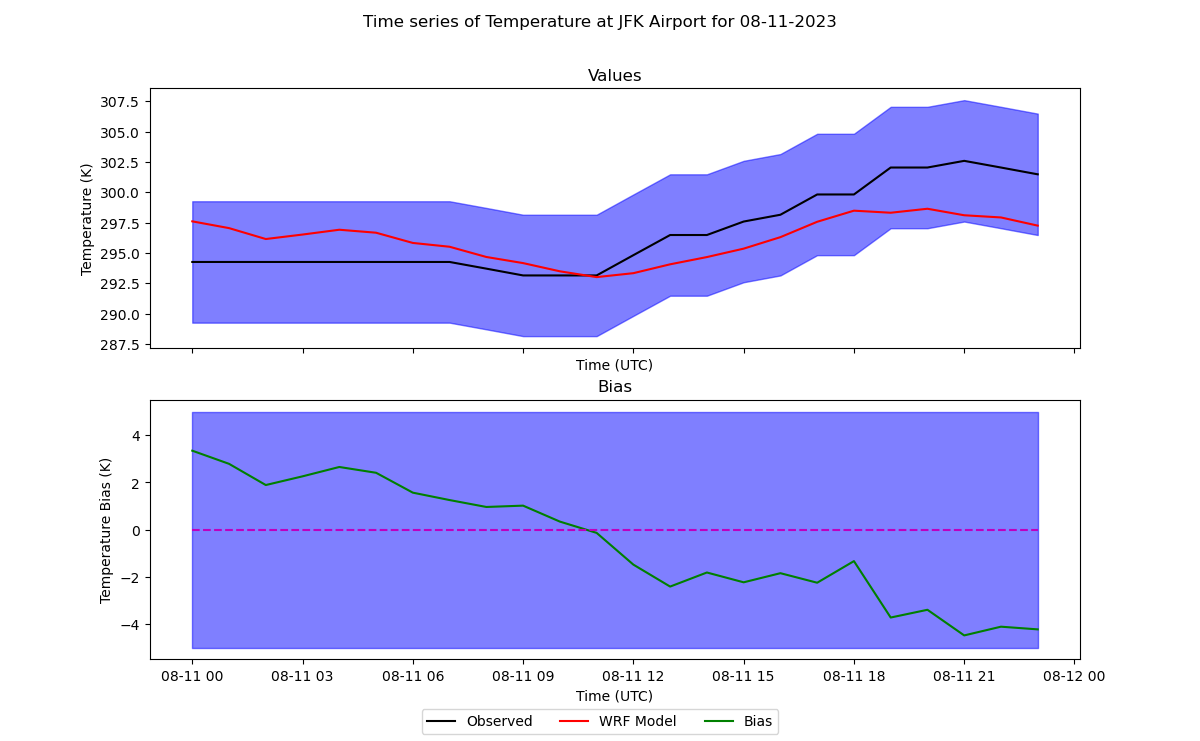 Time series of Temperature at JFK Airport for 08-11-2023
Values
Temperature (K)
307.5
305.0
302.5
300.0
297.5
295.0
292.5
290.0
287.5
Time (UTC)
Bias
Temperature Bias (K)
4
2
0
−2
−4
08-11 00 08-11 03 08-11 06 08-11 09 08-11 12 08-11 15 08-11 18 08-11 21 08-12 00
Time (UTC)
Observed WRF Model Bias